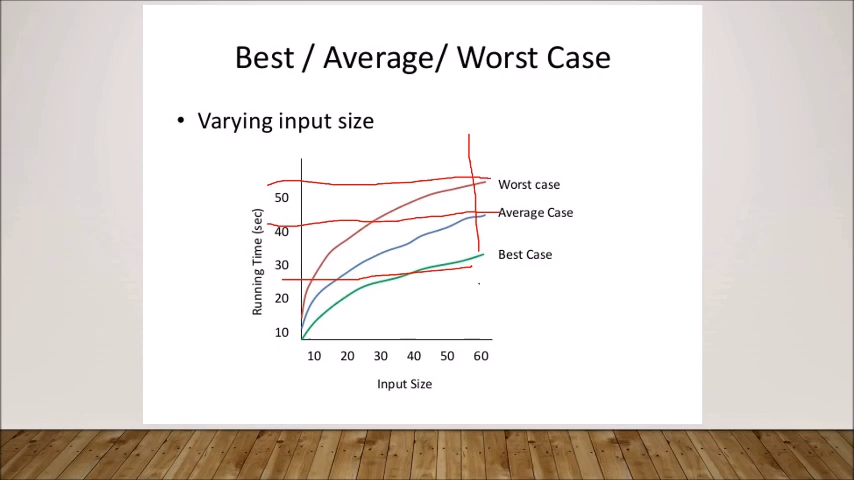 Best / Average/ Worst Case
• Varying input size
Running Time (sec)
50
40
30
20
10
Worst case
Average Case
Best Case
10 20 30 40 50 60
Input Size